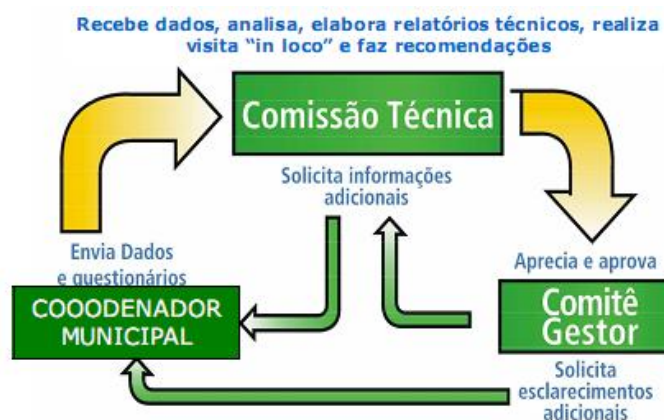 Recebe dados, analisa, elabora relatórios técnicos, realiza
visita “in loco” e faz recomendações
Comissão Técnica
Solicita informações
adicionais
Envia Dados
e questionários
COOODENADOR
MUNICIPAL
Aprecia e aprova
Comitê
Gestor
Solicita
esclarecimentos
adicionais